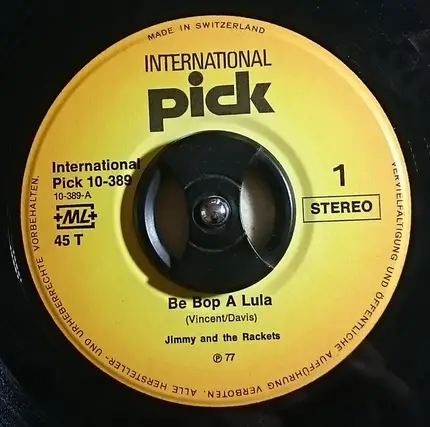 MADE IN SWITZERLAND
INTERNATIONAL
pick
International
Pick 10-389
10-389-A
+ML+
45 T
1
STEREO
Be Bop A Lula
(Vincent/Davis)
Jimmy and the Rackets
℗ 77
ALLE HERSTELLER- UND URHEBERRECHTE VORBEHALTEN.
VERVIELFÄLTIGUNG UND ÖFFENTLICHE AUFFÜHRUNG VERBOTEN.